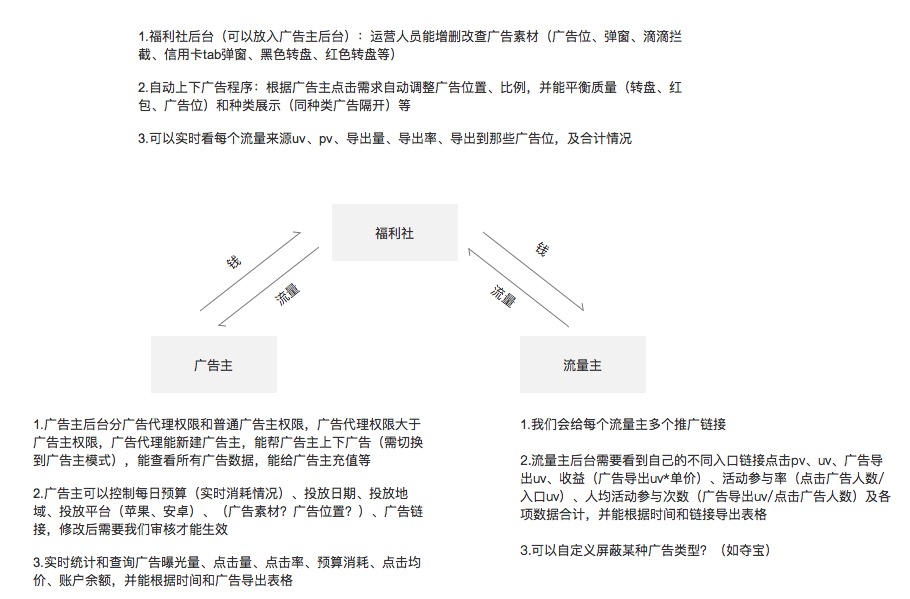 1.福利社后台（可以放入广告主后台）：运营人员能增删改查广告素材（广告位、弹窗、滴滴拦
截、信用卡tab弹窗、黑色转盘、红色转盘等）
2.自动上下广告程序：根据广告主点击需求自动调整广告位置、比例，并能平衡质量（转盘、红
包、广告位）和种类展示（同种类广告隔开）等
3.可以实时看每个流量来源uv、pv、导出量、导出率、导出到那些广告位，及合计情况
福利社
钱
流量
钱
流量
广告主
流量主
1.广告主后台分广告代理权限和普通广告主权限，广告代理权限大于
广告主权限，广告代理能新建广告主，能帮广告主上下广告（需切换
到广告主模式），能查看所有广告数据，能给广告主充值等
2.广告主可以控制每日预算（实时消耗情况）、投放日期、投放地
域、投放平台（苹果、安卓）、（广告素材？广告位置？）、广告链
接，修改后需要我们审核才能生效
3.实时统计和查询广告曝光量、点击量、点击率、预算消耗、点击均
价、账户余额，并能根据时间和广告导出表格
1.我们会给每个流量主多个推广链接
2.流量主后台需要看到自己的不同入口链接点击pv、uv、广告导
出uv、收益（广告导出uv*单价）、活动参与率（点击广告人数/
入口uv）、人均活动参与次数（广告导出uv/点击广告人数）及各
项数据合计，并能根据时间和链接导出表格
3.可以自定义屏蔽某种广告类型？（如夺宝）